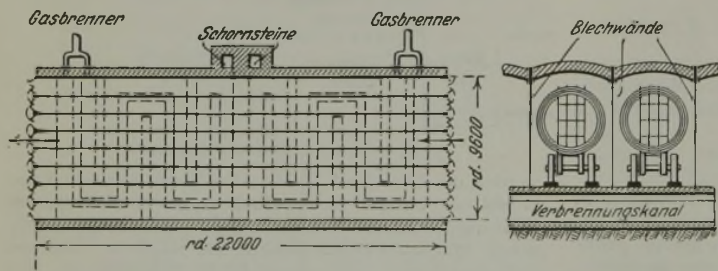 Gasbrenner
Schornsteine
Gasbrenner
Blechwände
rd. 9600
rd. 22000
Verbrennungskanal